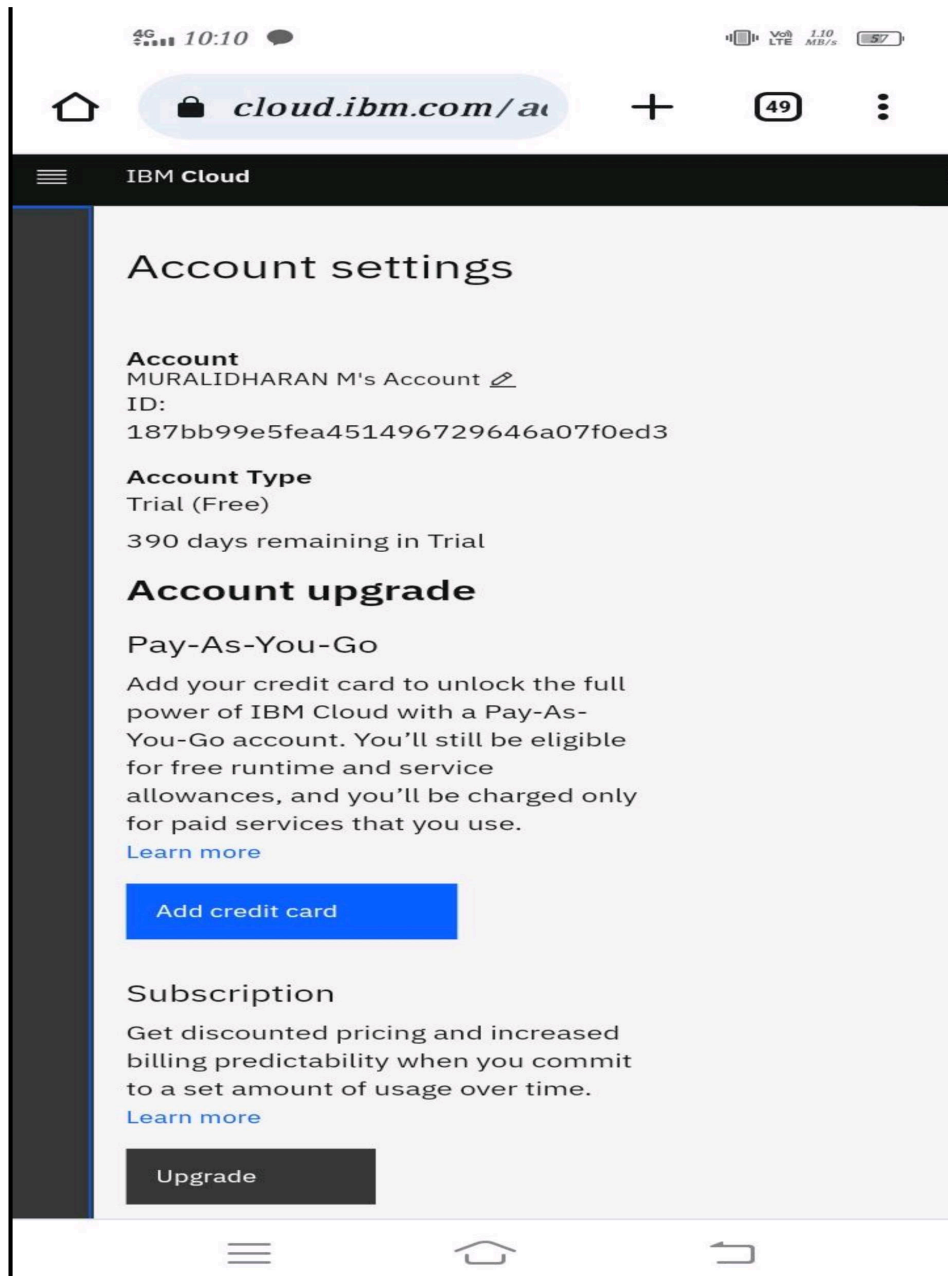 4G 10:10 VoD LTE 1.10 MB/s 57
cloud.ibm.com/a 49
IBM Cloud
Account settings
Account
MURALIDHARAN M's Account
ID:
187bb99e5fea451496729646a07f0ed3
Account Type
Trial (Free)
390 days remaining in Trial
Account upgrade
Pay-As-You-Go
Add your credit card to unlock the full
power of IBM Cloud with a Pay-As-
You-Go account. You’ll still be eligible
for free runtime and service
allowances, and you’ll be charged only
for paid services that you use.
Learn more
Add credit card
Subscription
Get discounted pricing and increased
billing predictability when you commit
to a set amount of usage over time.
Learn more
Upgrade